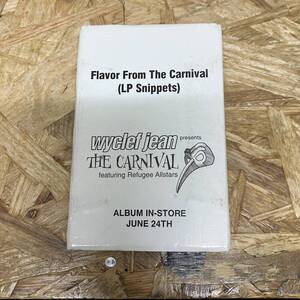 Flavor From The Carnival
(LP Snippets)
wyclef jean presents
THE CARNIVAL
featuring Refugee Allstars
ALBUM IN-STORE
JUNE 24TH